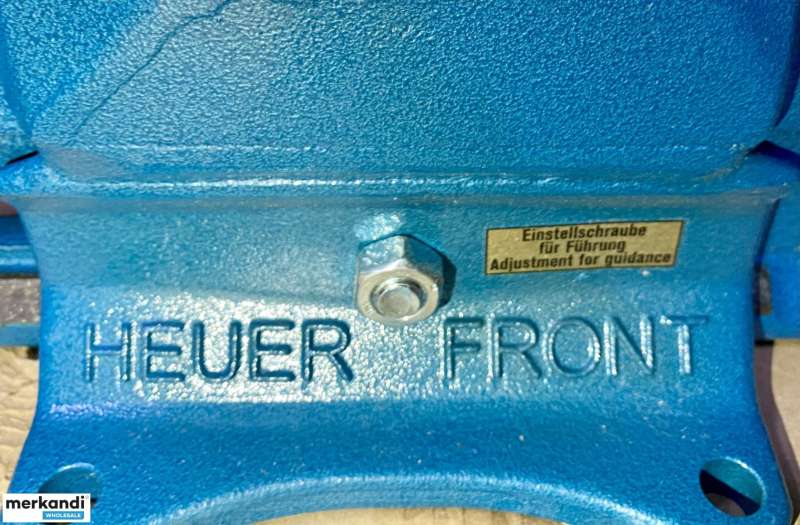 Einstellschraube
für Führung
Adjustment for guidance
HEUER FRONT
merkandi
WHOLESALE